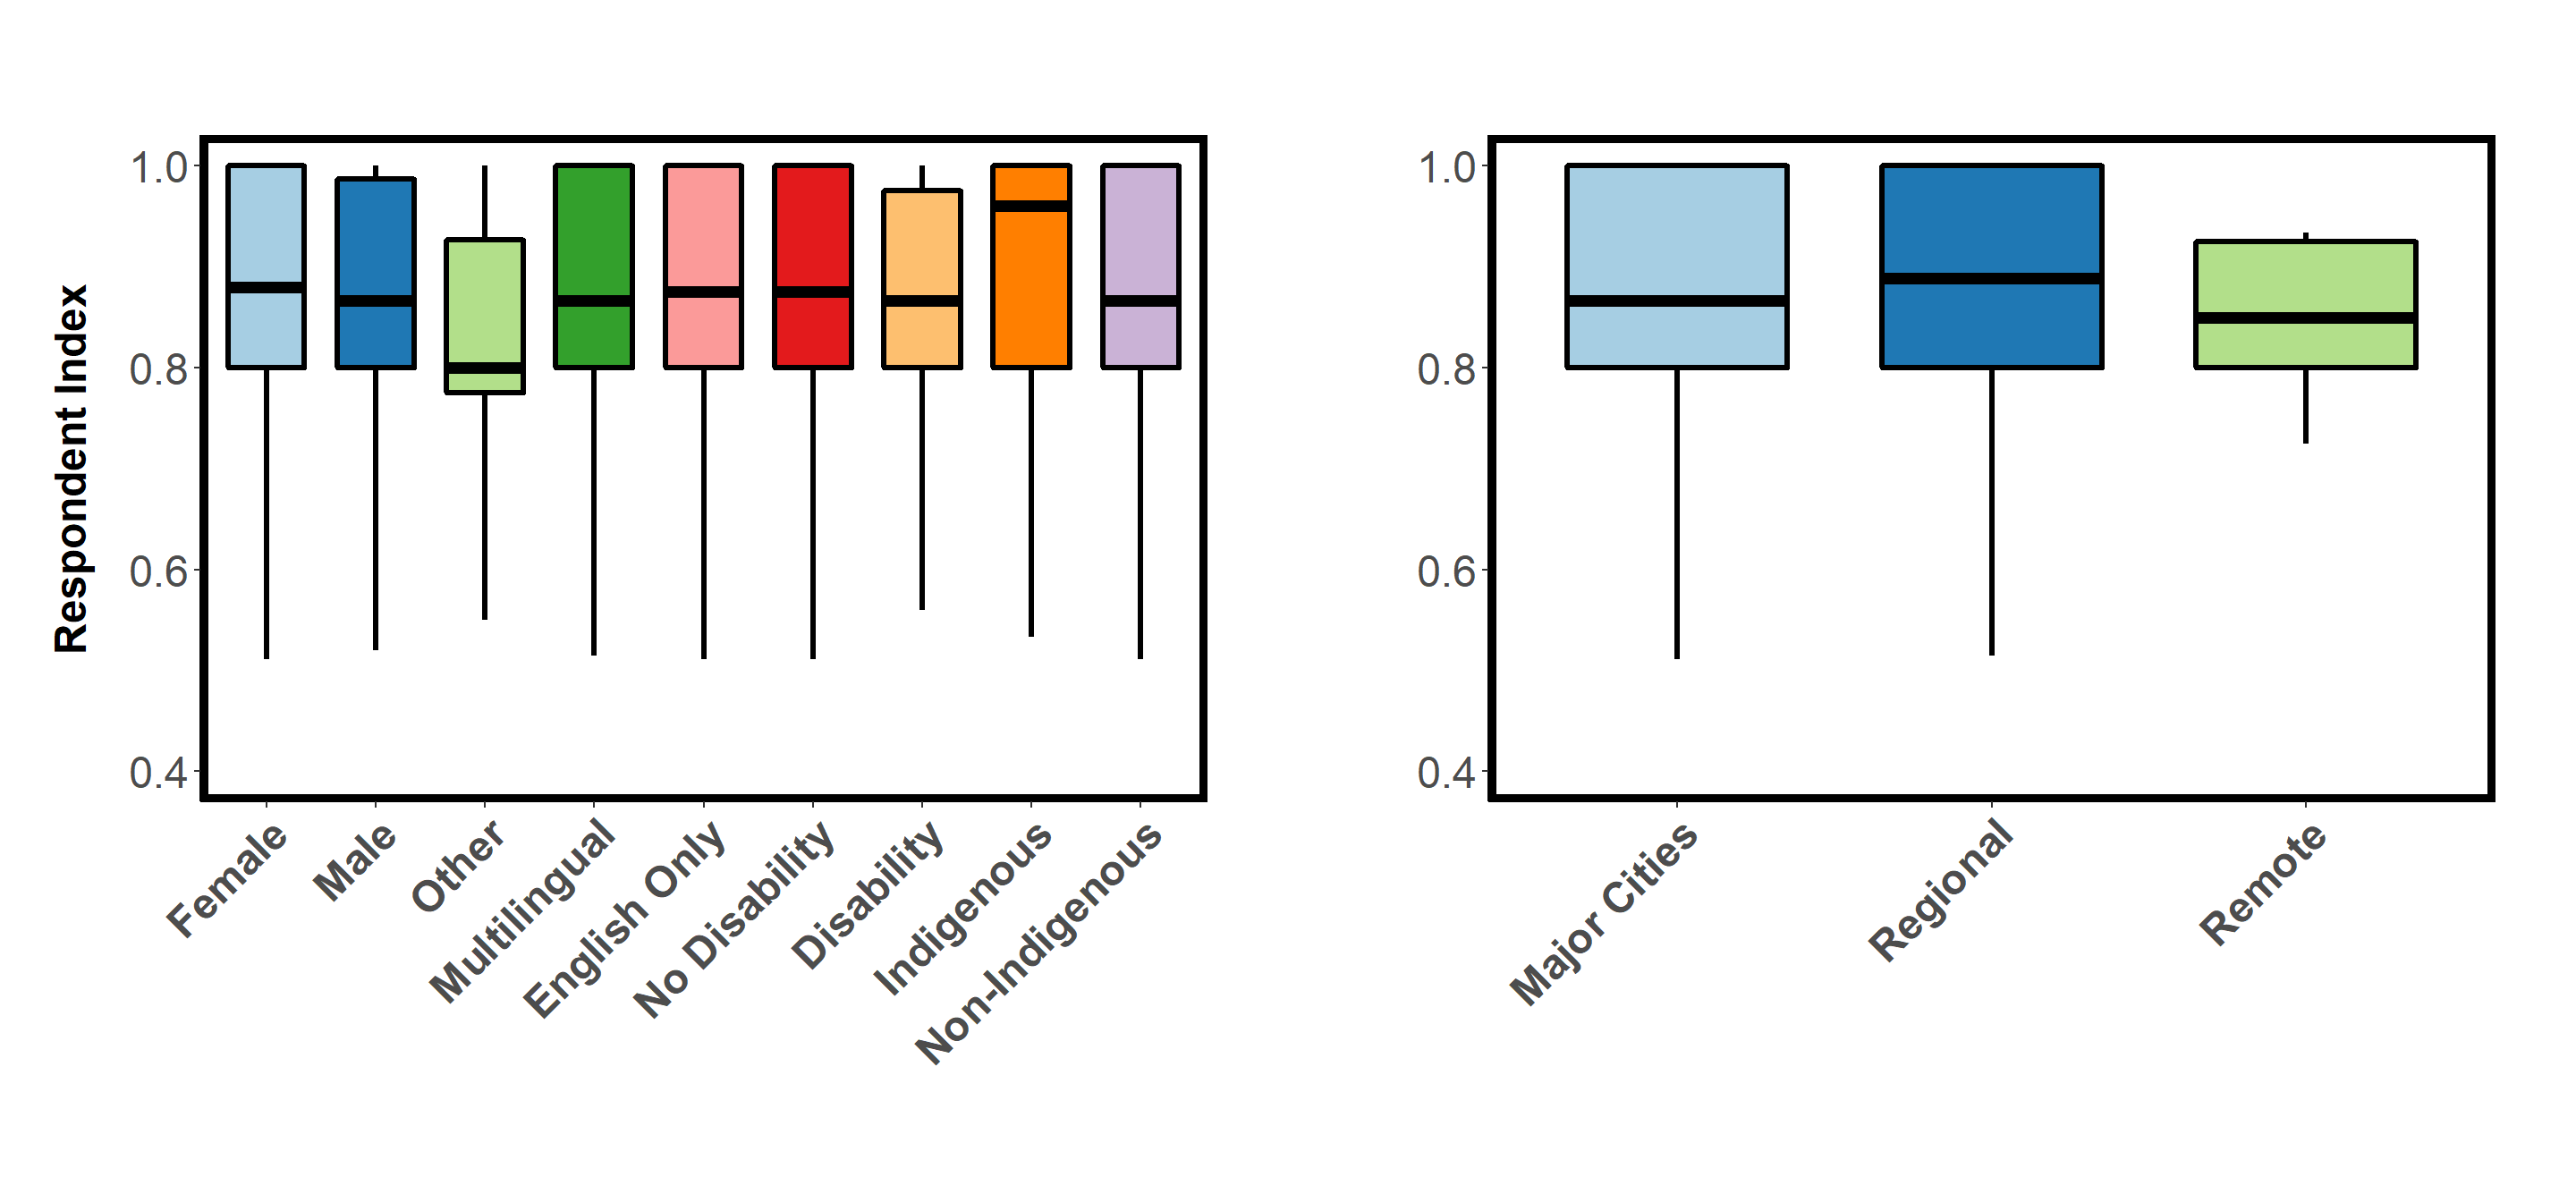 Respondent Index
1.0
0.8
0.6
0.4
Female
Male
Other
Multilingual
English Only
No Disability
Disability
Indigenous
Non-Indigenous
1.0
0.8
0.6
0.4
Major Cities
Regional
Remote